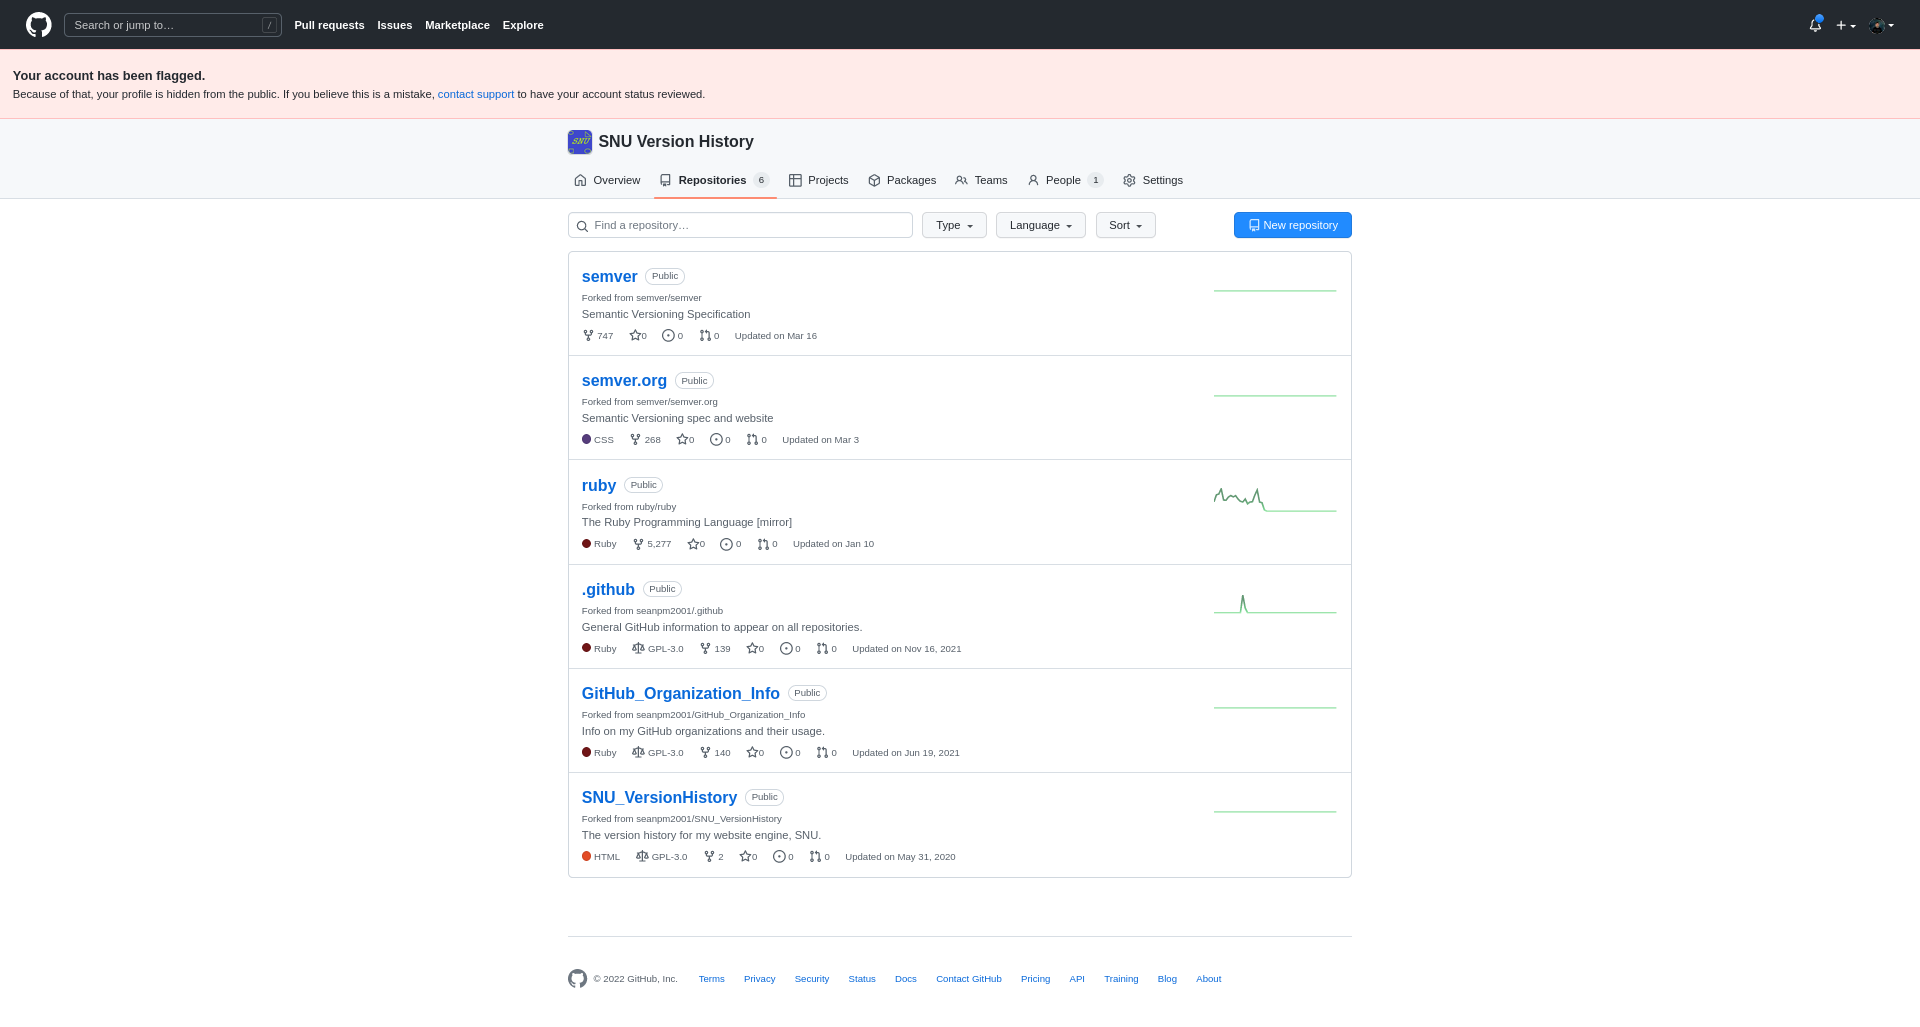 Search or jump to…
/
Pull requests Issues Marketplace Explore
Your account has been flagged.
Because of that, your profile is hidden from the public. If you believe this is a mistake, contact support to have your account status reviewed.
SNU
SNU Version History
Overview Repositories 6 Projects Packages Teams People 1 Settings
Find a repository… Type Language Sort New repository
semver Public
Forked from semver/semver
Semantic Versioning Specification
747 0 0 0 Updated on Mar 16
semver.org Public
Forked from semver/semver.org
Semantic Versioning spec and website
CSS 268 0 0 0 Updated on Mar 3
ruby Public
Forked from ruby/ruby
The Ruby Programming Language [mirror]
Ruby 5,277 0 0 0 Updated on Jan 10
.github Public
Forked from seanpm2001/.github
General GitHub information to appear on all repositories.
Ruby GPL-3.0 139 0 0 0 Updated on Nov 16, 2021
GitHub_Organization_Info Public
Forked from seanpm2001/GitHub_Organization_Info
Info on my GitHub organizations and their usage.
Ruby GPL-3.0 140 0 0 0 Updated on Jun 19, 2021
SNU_VersionHistory Public
Forked from seanpm2001/SNU_VersionHistory
The version history for my website engine, SNU.
HTML GPL-3.0 2 0 0 0 Updated on May 31, 2020
© 2022 GitHub, Inc. Terms Privacy Security Status Docs Contact GitHub Pricing API Training Blog About